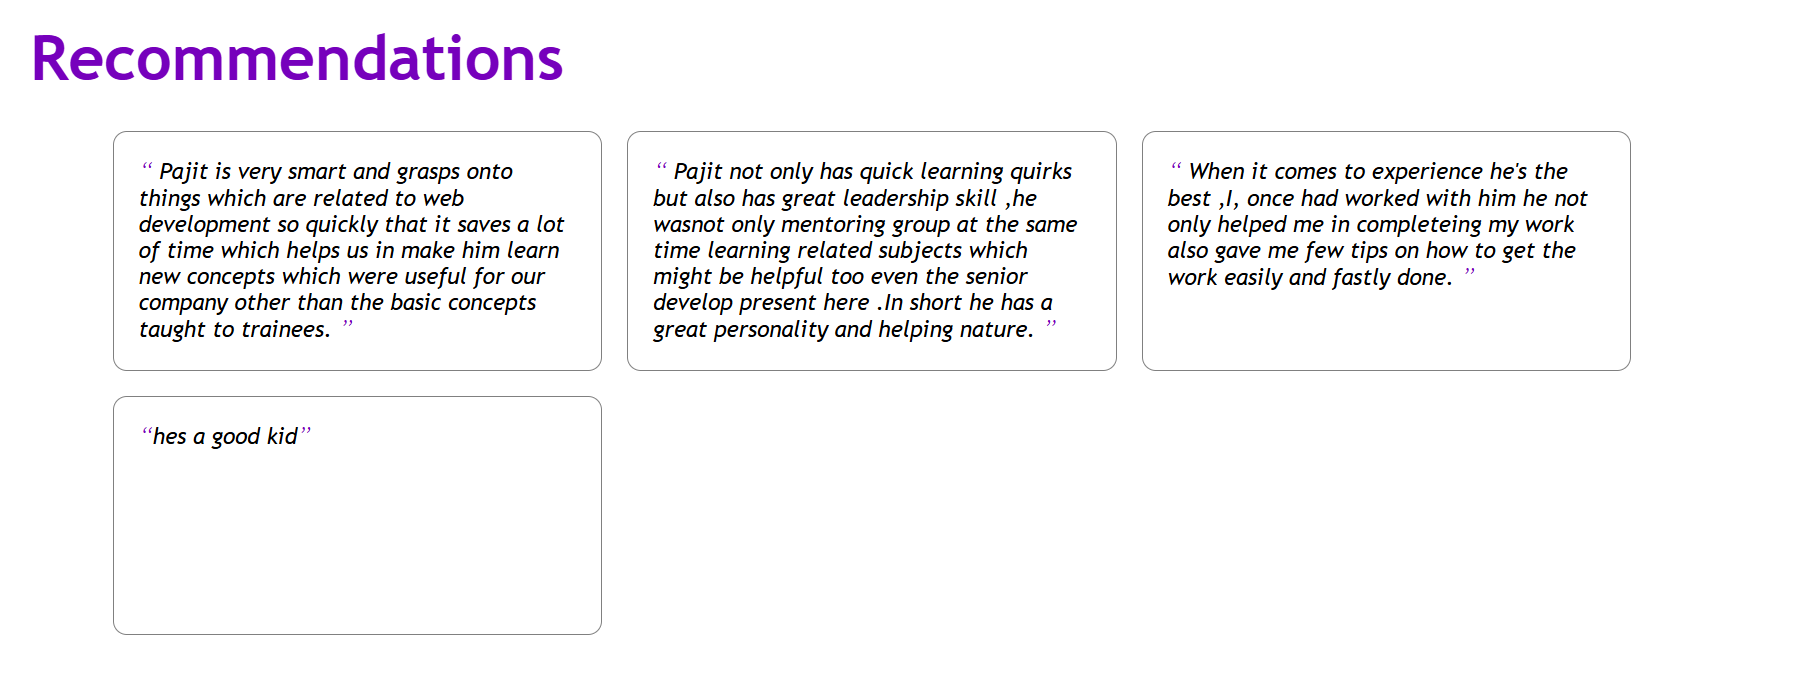 Recommendations
“ Pajit is very smart and grasps onto
things which are related to web
development so quickly that it saves a lot
of time which helps us in make him learn
new concepts which were useful for our
company other than the basic concepts
taught to trainees. ”
“ Pajit not only has quick learning quirks
but also has great leadership skill ,he
wasnot only mentoring group at the same
time learning related subjects which
might be helpful too even the senior
develop present here .In short he has a
great personality and helping nature. ”
“ When it comes to experience he's the
best ,I, once had worked with him he not
only helped me in completeing my work
also gave me few tips on how to get the
work easily and fastly done. ”
“hes a good kid”